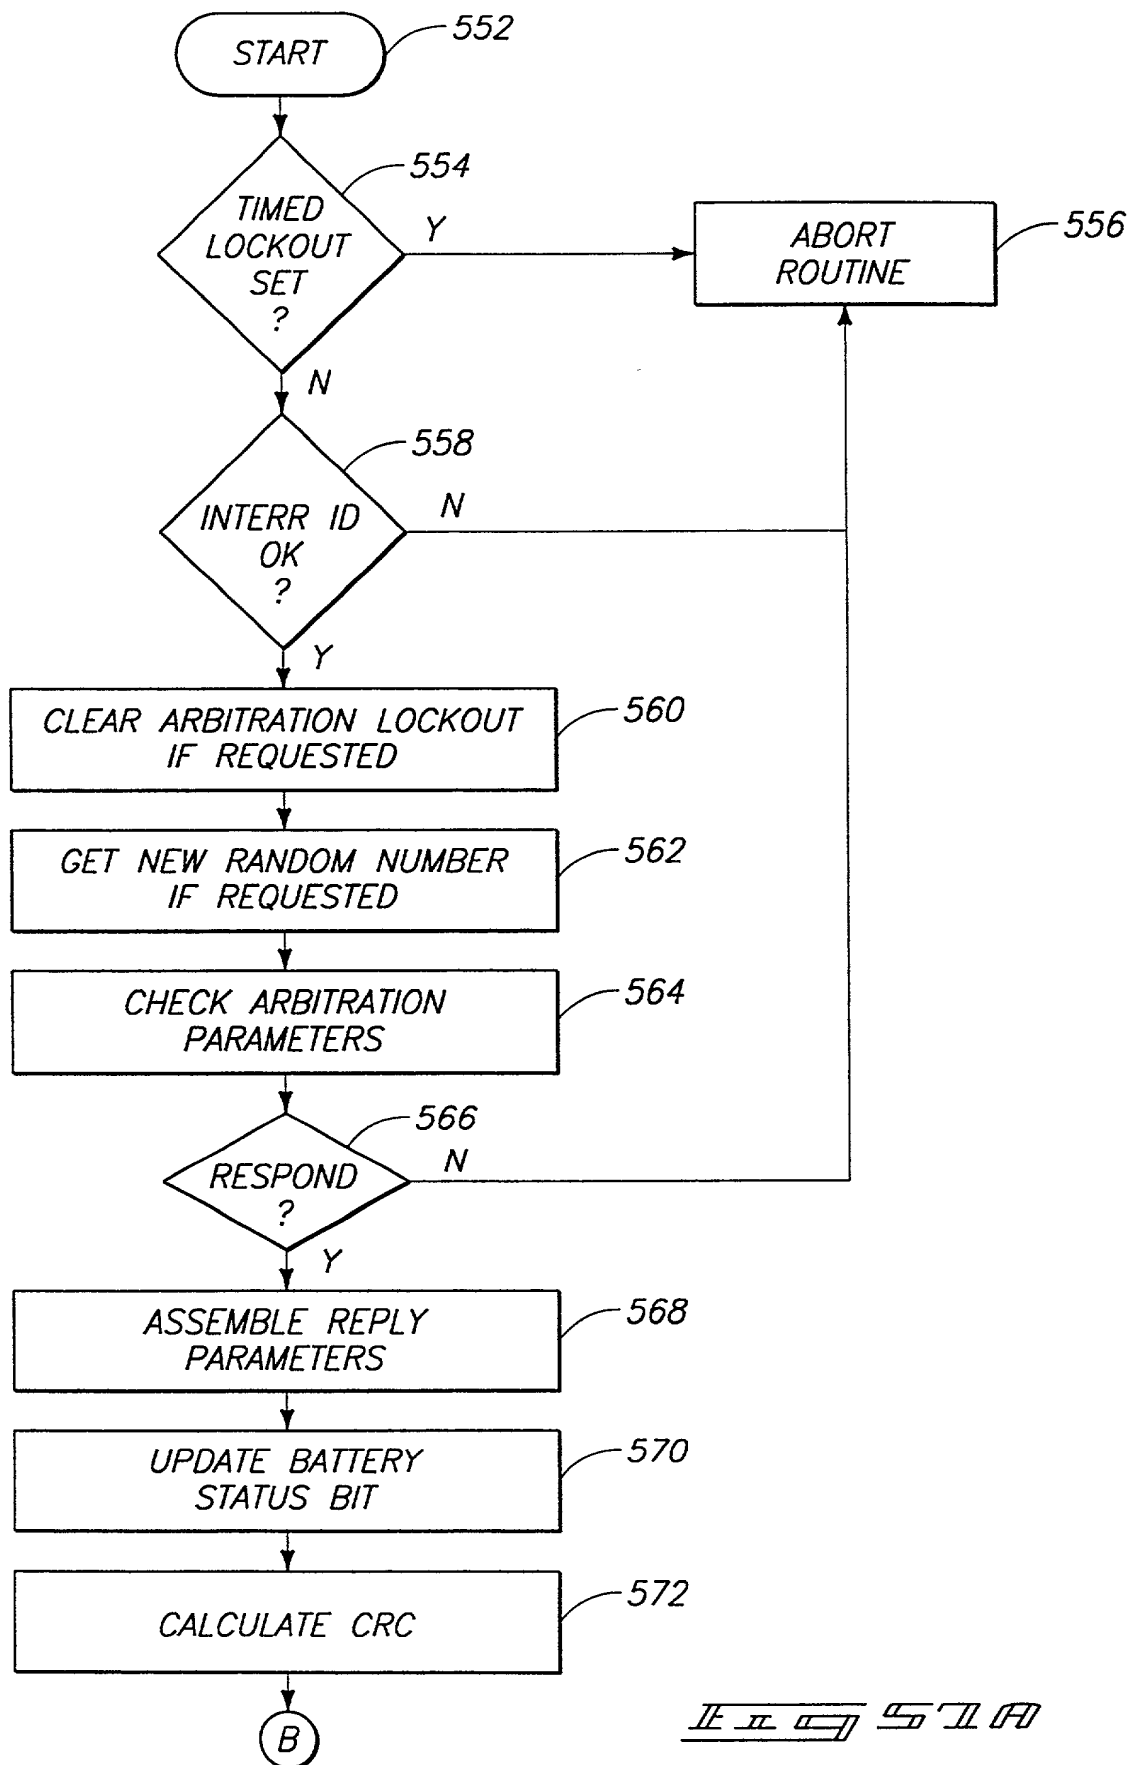 START
552
TIMED
LOCKOUT
SET
?
554
Y
ABORT
ROUTINE
556
N
INTERR ID
OK
?
558
N
Y
CLEAR ARBITRATION LOCKOUT
IF REQUESTED
560
GET NEW RANDOM NUMBER
IF REQUESTED
562
CHECK ARBITRATION
PARAMETERS
564
RESPOND
?
566
N
Y
ASSEMBLE REPLY
PARAMETERS
568
UPDATE BATTERY
STATUS BIT
570
CALCULATE CRC
572
B
FIG 57A